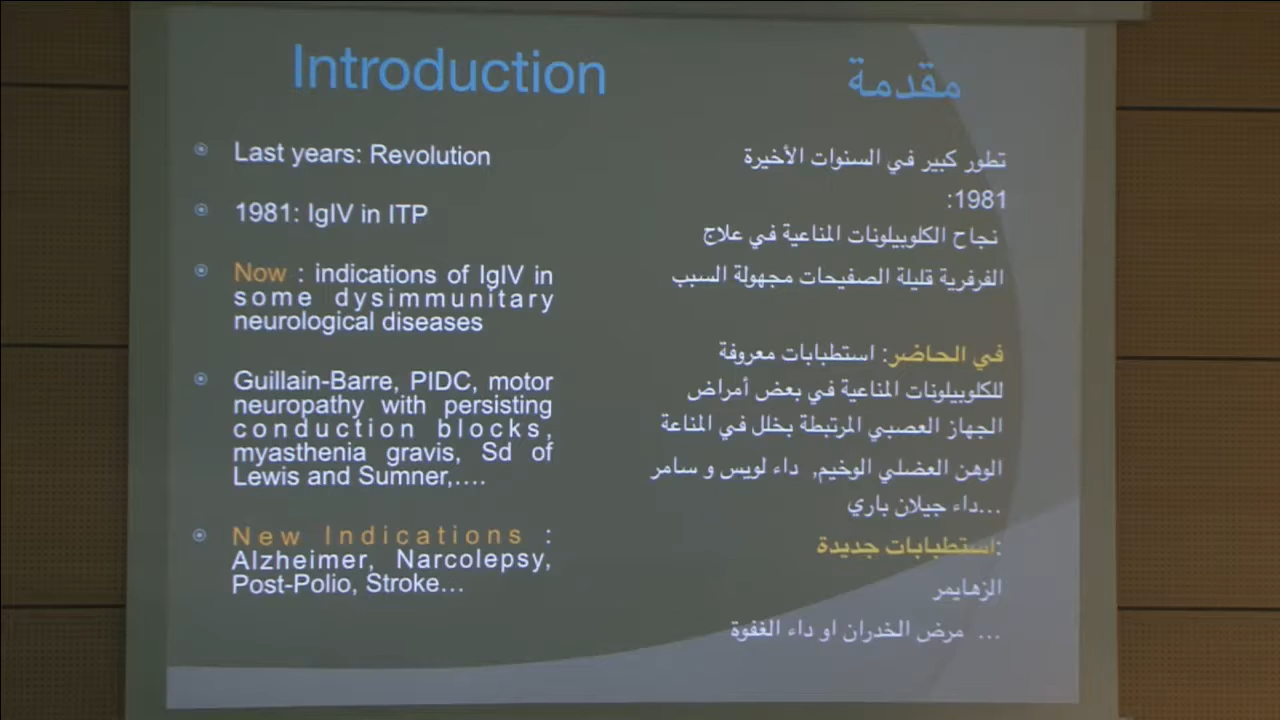 Introduction
Last years: Revolution
1981: IgIV in ITP
Now : indications of IgIV in
some dysimmunitary
neurological diseases
Guillain-Barre, PIDC, motor
neuropathy with persisting
conduction blocks,
myasthenia gravis, Sd of
Lewis and Sumner,….
New Indications :
Alzheimer, Narcolepsy,
Post-Polio, Stroke…
مقدمة
تطور كبير في السنوات الأخيرة
1981:
نجاح الكلوبيلونات المناعية في علاج
الفرفرية قليلة الصفيحات مجهولة السبب
في الحاضر: استطبابات معروفة
للكلوبيلونات المناعية في بعض أمراض
الجهاز العصبي المرتبطة بخلل في المناعة
الوهن العضلي الوخيم, داء لويس و سامر
...داء جيلان باري
:استطبابات جديدة
الزهايمر
... مرض الخدران او داء الغفوة